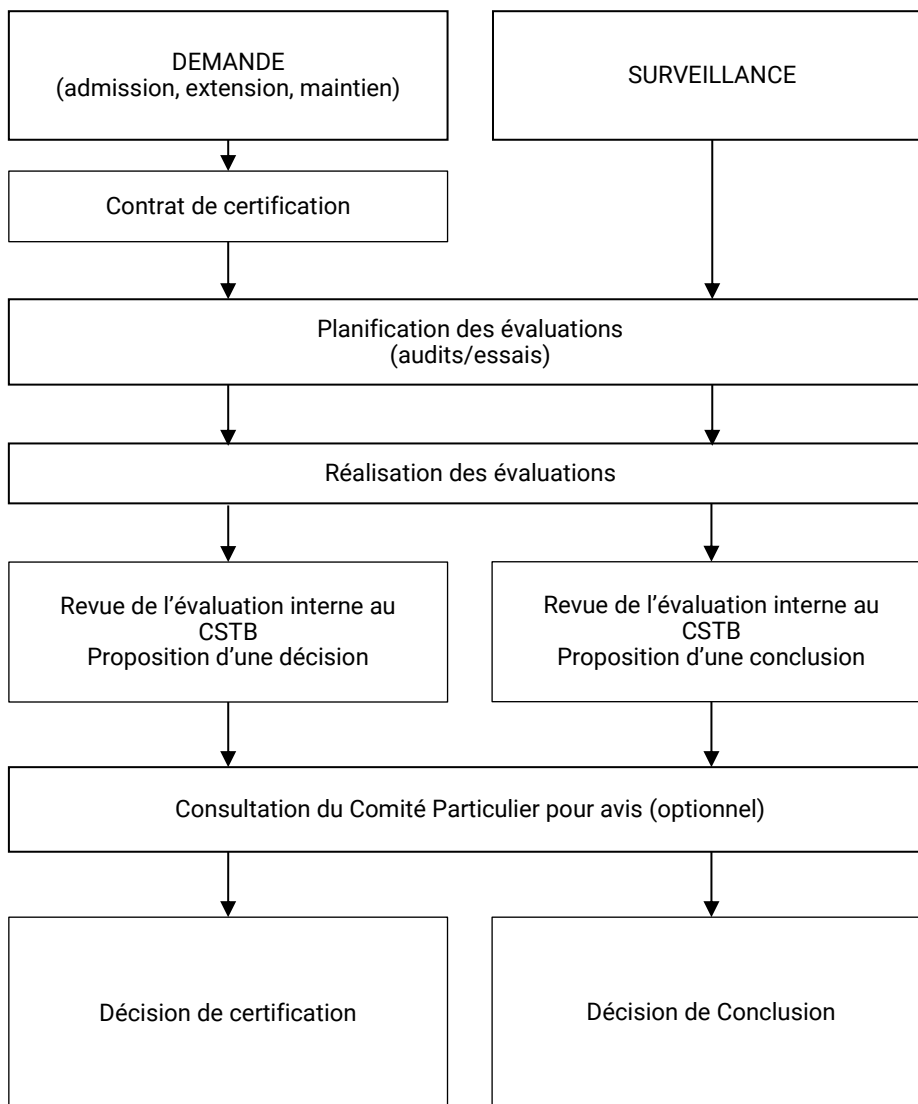 DEMANDE
(admission, extension, maintien)
SURVEILLANCE
Contrat de certification
Planification des évaluations
(audits/essais)
Réalisation des évaluations
Revue de l’évaluation interne au
CSTB
Proposition d’une décision
Revue de l’évaluation interne au
CSTB
Proposition d’une conclusion
Consultation du Comité Particulier pour avis (optionnel)
Décision de certification
Décision de Conclusion